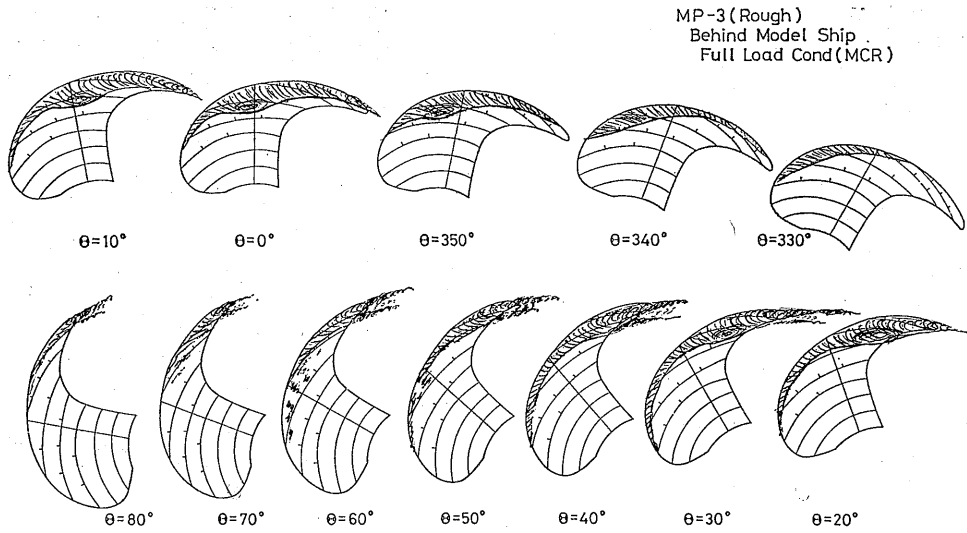 MP-3(Rough)
Behind Model Ship
Full Load Cond(MCR)
θ=10° θ=0° θ=350° θ=340° θ=330°
θ=80° θ=70° θ=60° θ=50° θ=40° θ=30° θ=20°